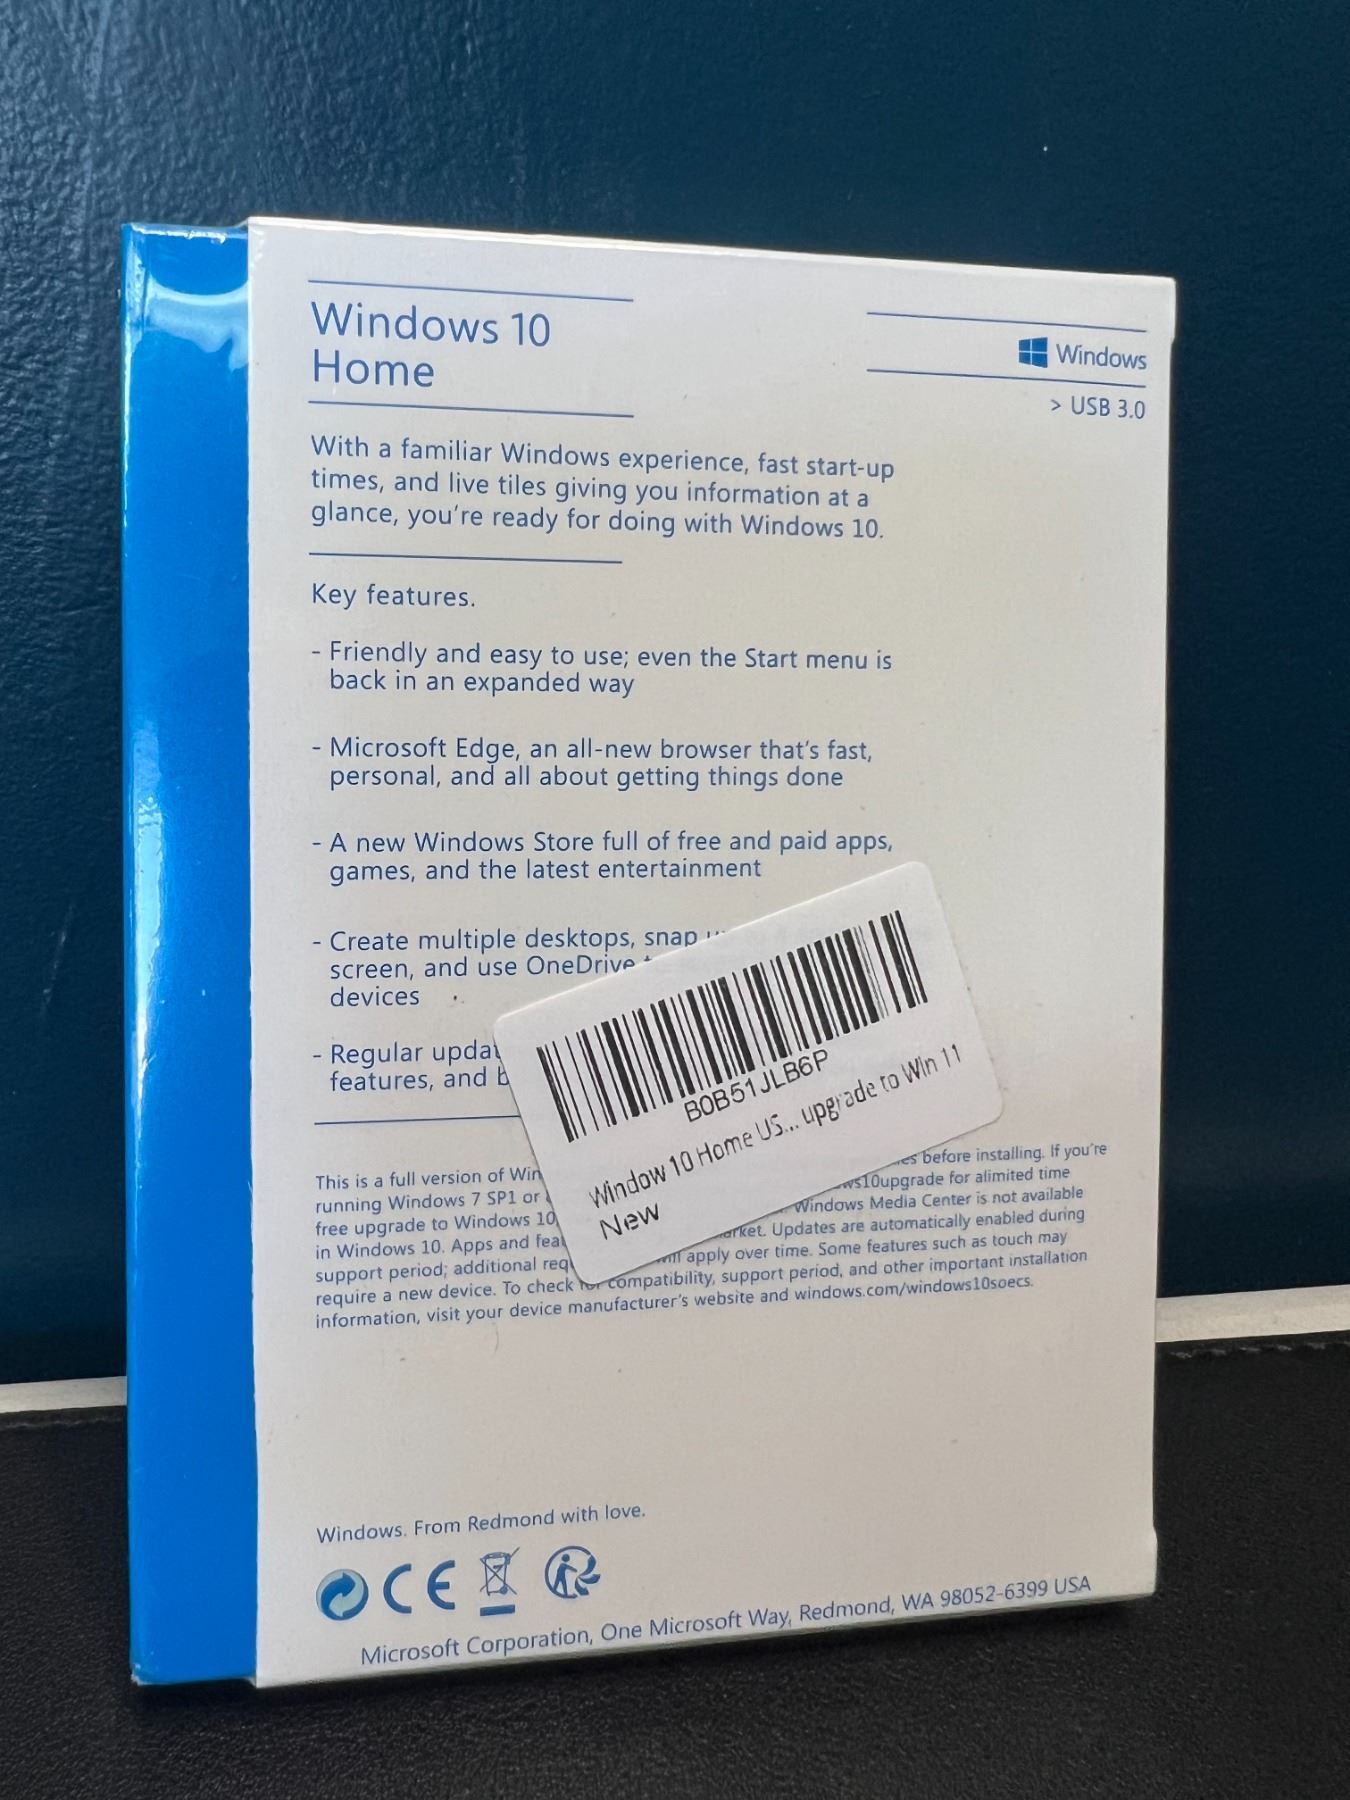 Windows 10
Home
Windows
> USB 3.0
With a familiar Windows experience, fast start-up
times, and live tiles giving you information at a
glance, you're ready for doing with Windows 10.
Key features.
- Friendly and easy to use; even the Start menu is
back in an expanded way
- Microsoft Edge, an all-new browser that's fast,
personal, and all about getting things done
- A new Windows Store full of free and paid apps,
games, and the latest entertainment
- Create multiple desktops, snap
screen, and use OneDrive
devices
- Regular
features, and
B0B51JLB6P
Window 10 Home US... upgrade to Win 11
New
This is a full version of before installing. If you're
running Windows 7 SP1 or for alimited time
free upgrade to Windows 10 Windows Media Center is not available
in Windows 10. Apps and Updates are automatically enabled during
support period; additional apply over time. Some features such as touch may
require a new device. To check compatibility, support period, and other important installation
information, visit your device manufacturer's website and windows.com/windows10soecs.
Windows. From Redmond with love.
CE
Microsoft Corporation, One Microsoft Way, Redmond, WA 98052-6399 USA